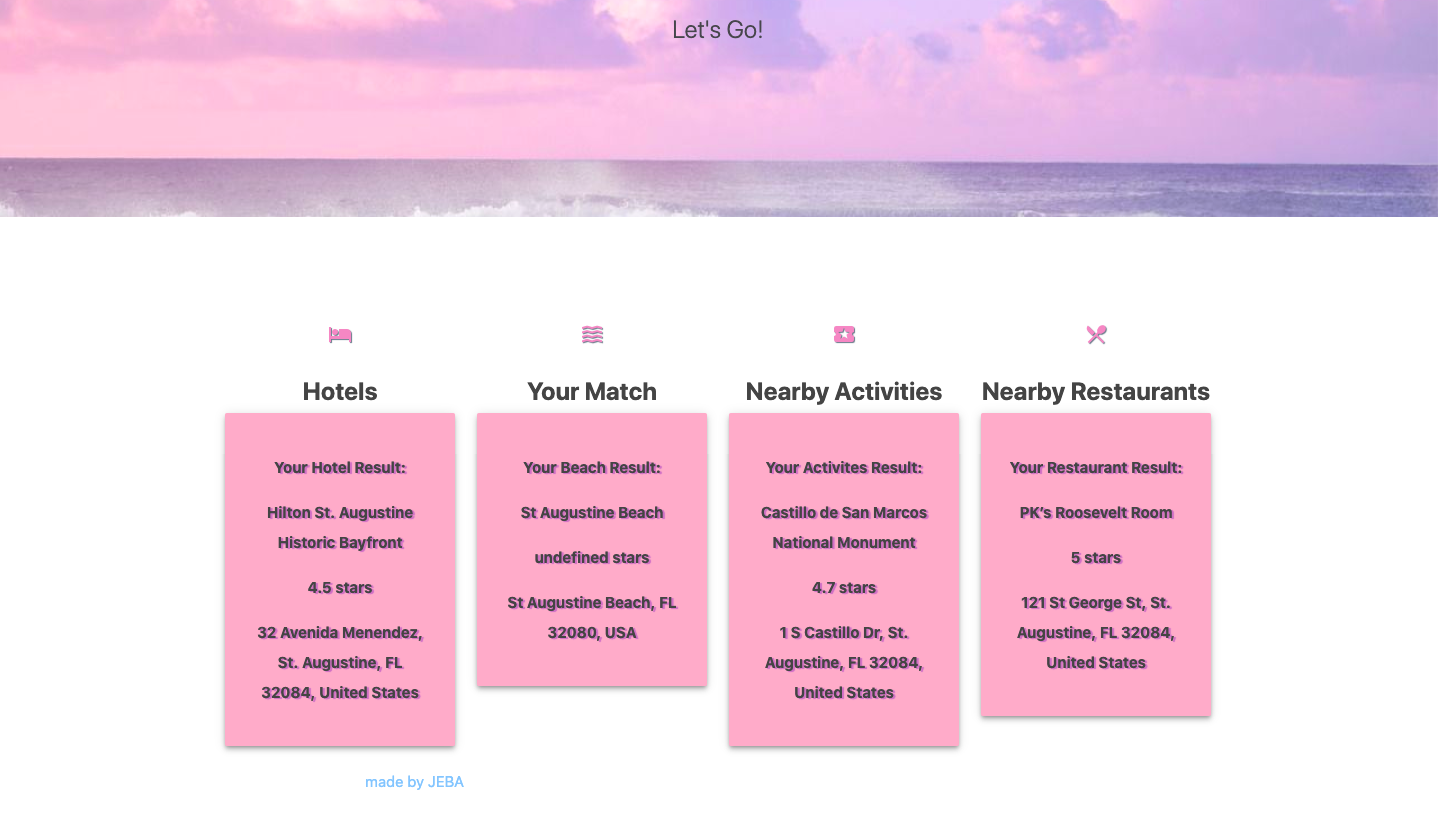 Let's Go!
Hotels
Your Hotel Result:
Hilton St. Augustine
Historic Bayfront
4.5 stars
32 Avenida Menendez,
St. Augustine, FL
32084, United States
Your Match
Your Beach Result:
St Augustine Beach
undefined stars
St Augustine Beach, FL
32080, USA
Nearby Activities
Your Activites Result:
Castillo de San Marcos
National Monument
4.7 stars
1 S Castillo Dr, St.
Augustine, FL 32084,
United States
Nearby Restaurants
Your Restaurant Result:
PK’s Roosevelt Room
5 stars
121 St George St, St.
Augustine, FL 32084,
United States
made by JEBA